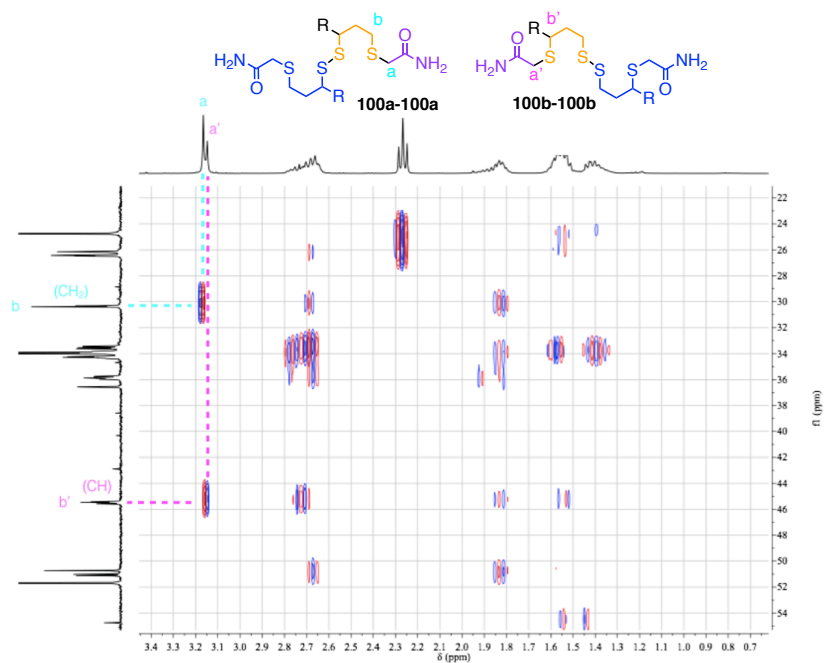 b
R
O
S
S
NH₂
a
H₂N
S
S
O
R
100a-100a
b'
R
O
S
S
H₂N
a'
S
S
NH₂
O
R
100b-100b
a
a'
22
24
26
28
b (CH₂)
30
32
34
36
38
40
42
44
b' (CH)
46
48
50
52
54
f1 (ppm)
3.4 3.3 3.2 3.1 3.0 2.9 2.8 2.7 2.6 2.5 2.4 2.3 2.2 2.1 2.0 1.9 1.8 1.7 1.6 1.5 1.4 1.3 1.2 1.1 1.0 0.9 0.8 0.7
δ (ppm)